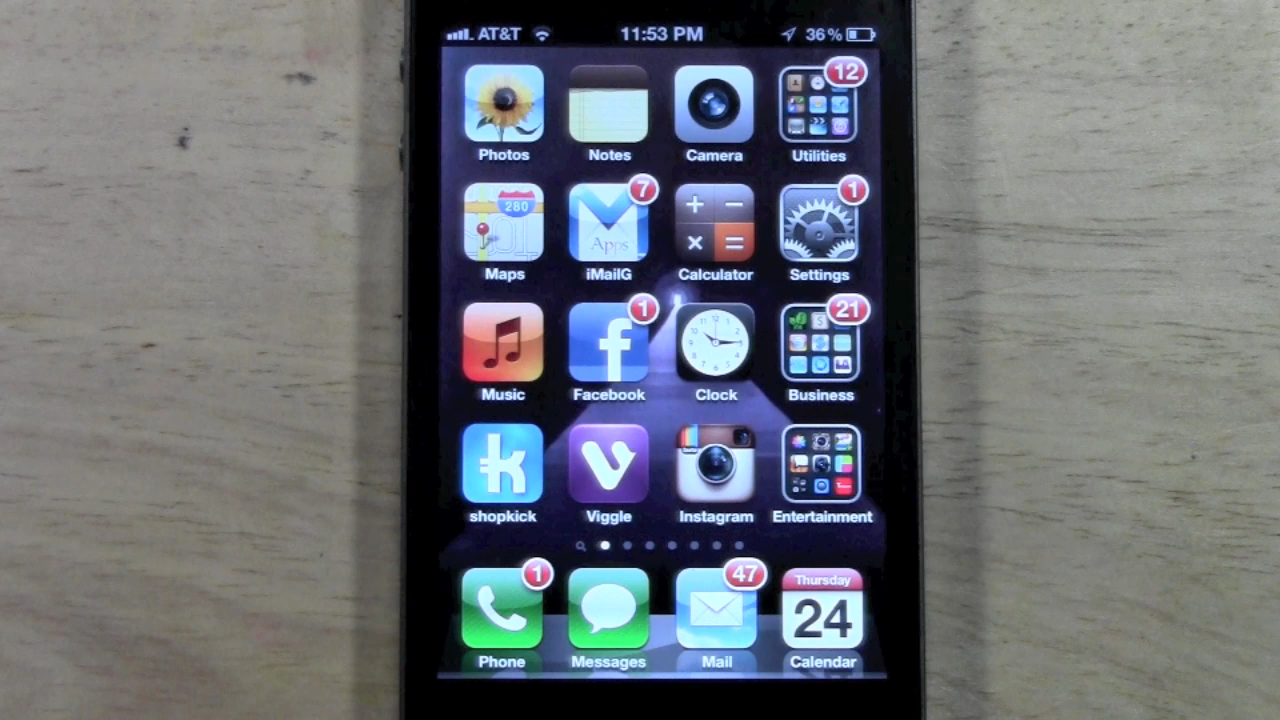 AT&T 11:53 PM 36%
12
Photos Notes Camera Utilities
280
7
1
Apps
Maps iMailG Calculator Settings
1
21
Music Facebook Clock Business
shopkick Viggle Instagram Entertainment
1
47
Thursday
24
Phone Messages Mail Calendar